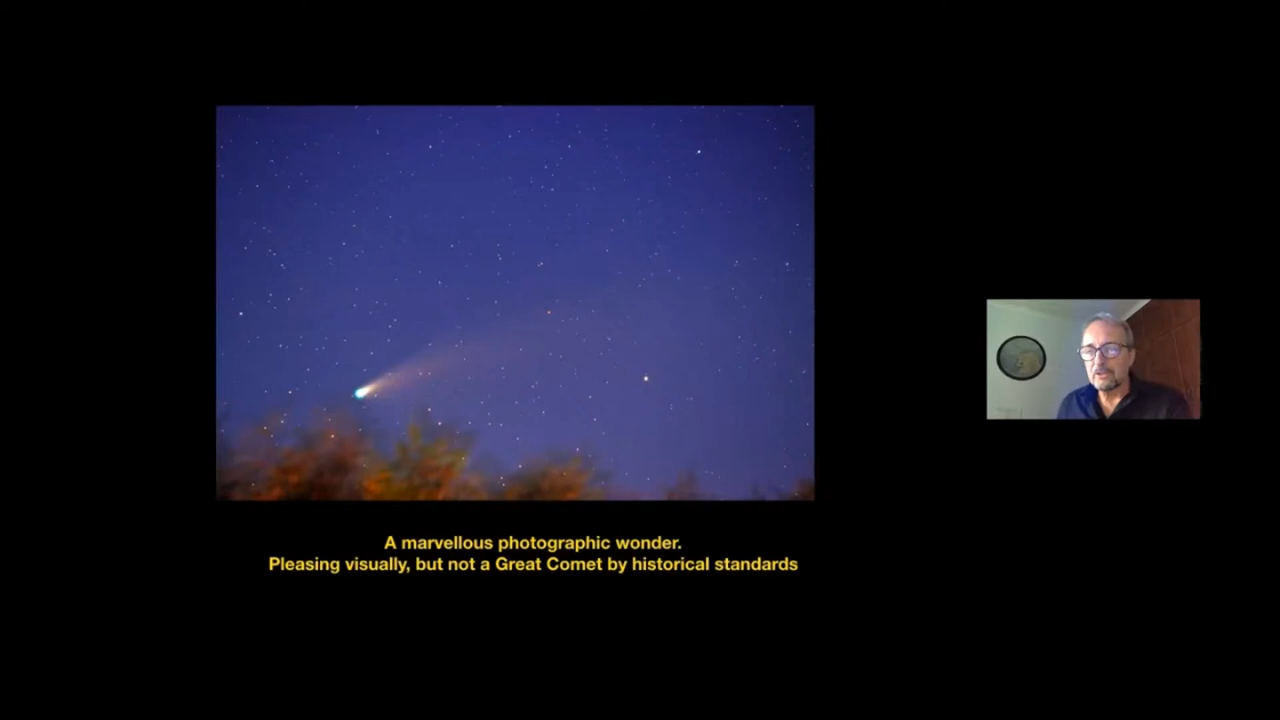 A marvellous photographic wonder.
Pleasing visually, but not a Great Comet by historical standards